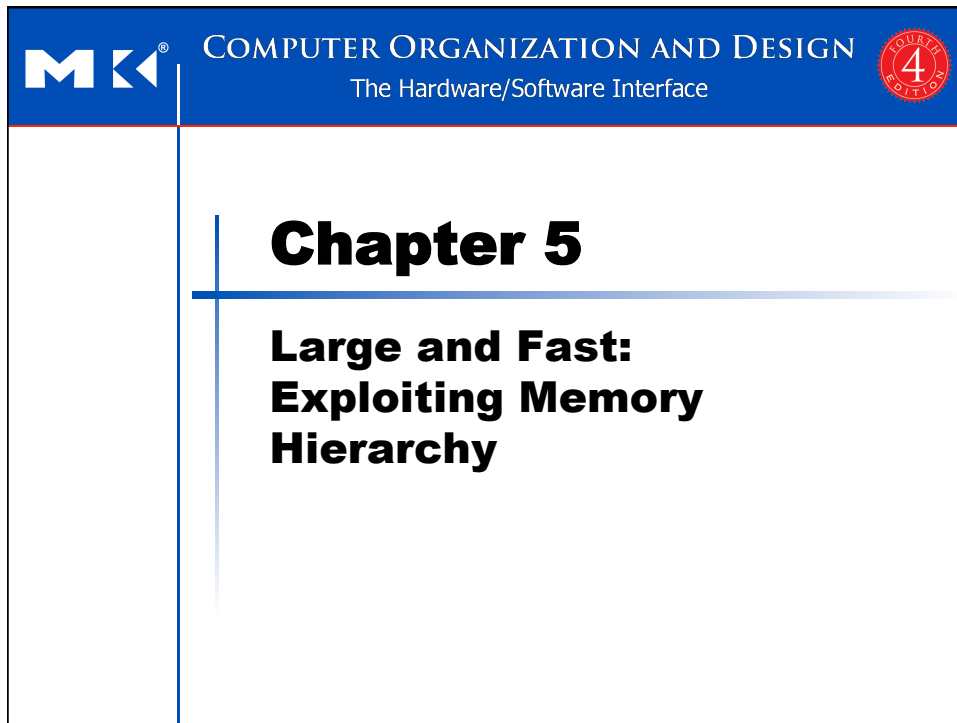 MK®
COMPUTER ORGANIZATION AND DESIGN
The Hardware/Software Interface
FOURTH
4
EDITION
Chapter 5
Large and Fast:
Exploiting Memory
Hierarchy